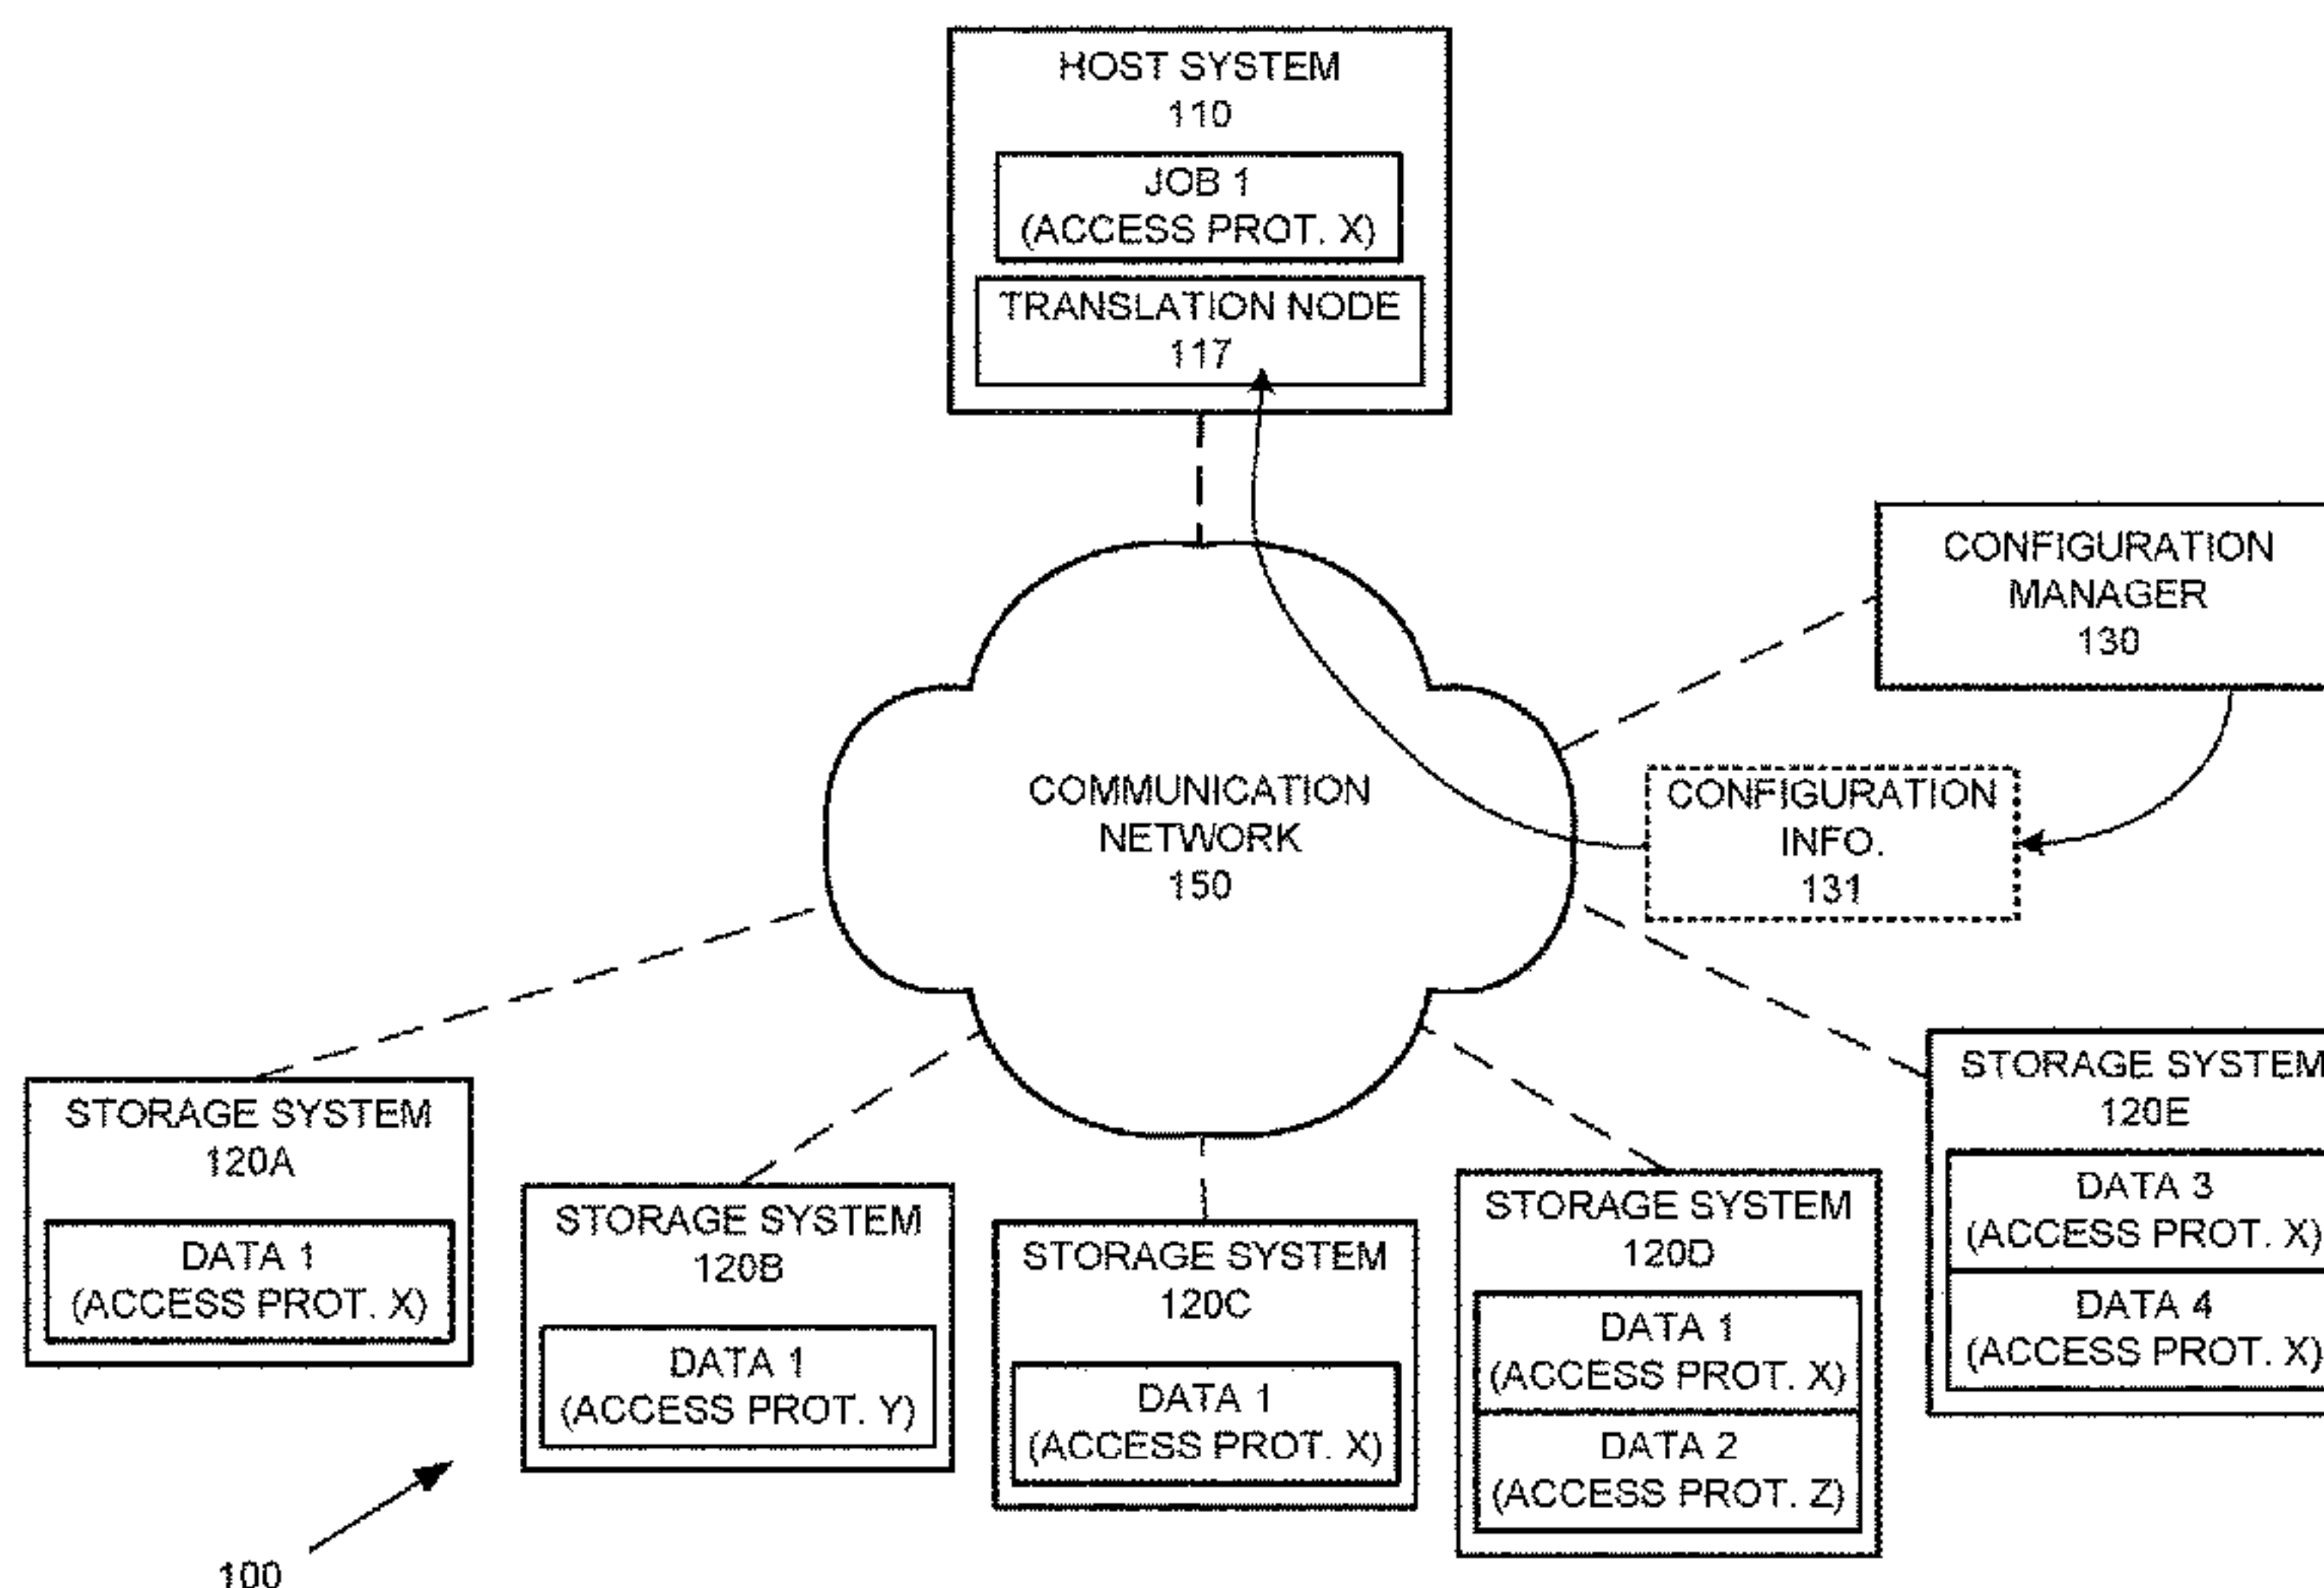 HOST SYSTEM
110
JOB 1
(ACCESS PROT. X)
TRANSLATION NODE
117
CONFIGURATION
MANAGER
130
COMMUNICATION
NETWORK
150
CONFIGURATION
INFO.
131
STORAGE SYSTEM
120A
DATA 1
(ACCESS PROT. X)
STORAGE SYSTEM
120B
DATA 1
(ACCESS PROT. Y)
STORAGE SYSTEM
120C
DATA 1
(ACCESS PROT. X)
STORAGE SYSTEM
120D
DATA 1
(ACCESS PROT. X)
DATA 2
(ACCESS PROT. Z)
STORAGE SYSTEM
120E
DATA 3
(ACCESS PROT. X)
DATA 4
(ACCESS PROT. X)
100